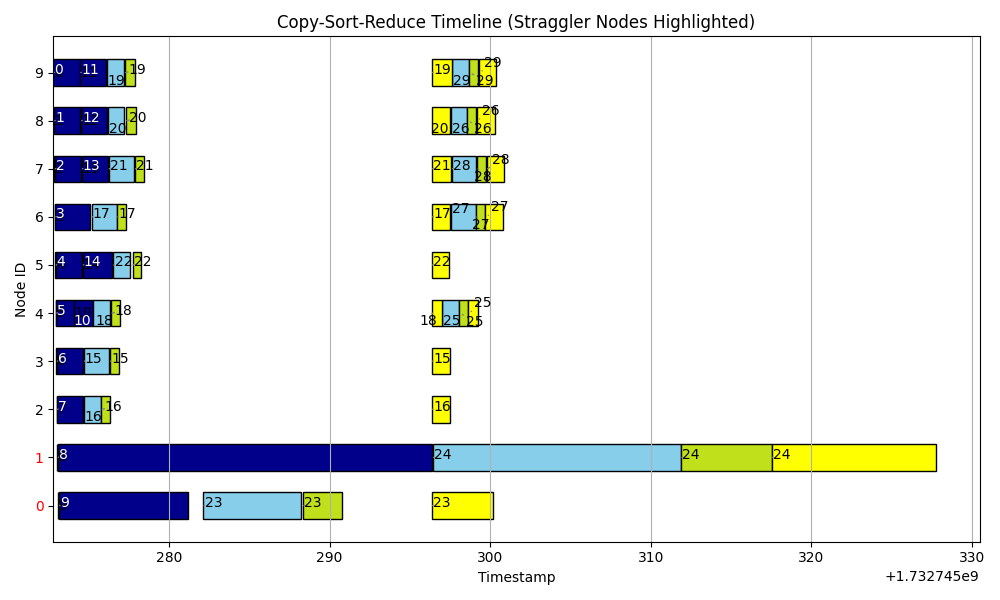 Copy-Sort-Reduce Timeline (Straggler Nodes Highlighted)
Node ID
9
0 11 19 19 19 29 29 29
8
1 12 20 20 20 26 26 26
7
2 13 21 21 21 28 28 28
6
3 17 17 17 27 27 27
5
4 14 22 22 22
4
5 10 18 18 18 25 25 25
3
6 15 15 15
2
7 16 16 16
1
8 24 24 24
0
9 23 23 23
280 290 300 310 320 330
Timestamp
+1.732745e9